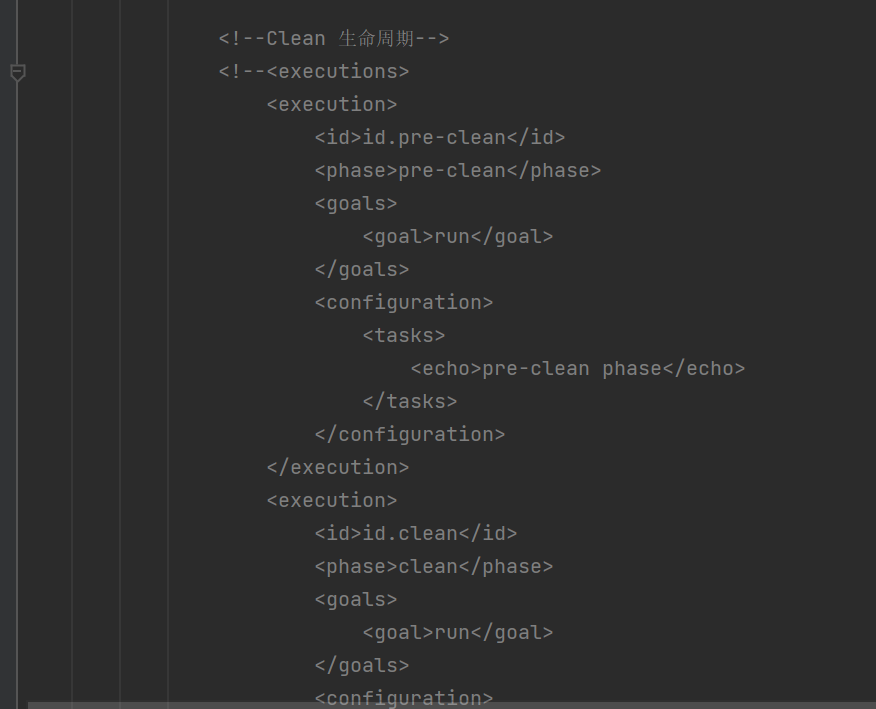 <!--Clean 生命周期-->
<!--<executions>
<execution>
<id>id.pre-clean</id>
<phase>pre-clean</phase>
<goals>
<goal>run</goal>
</goals>
<configuration>
<tasks>
<echo>pre-clean phase</echo>
</tasks>
</configuration>
</execution>
<execution>
<id>id.clean</id>
<phase>clean</phase>
<goals>
<goal>run</goal>
</goals>
<configuration>